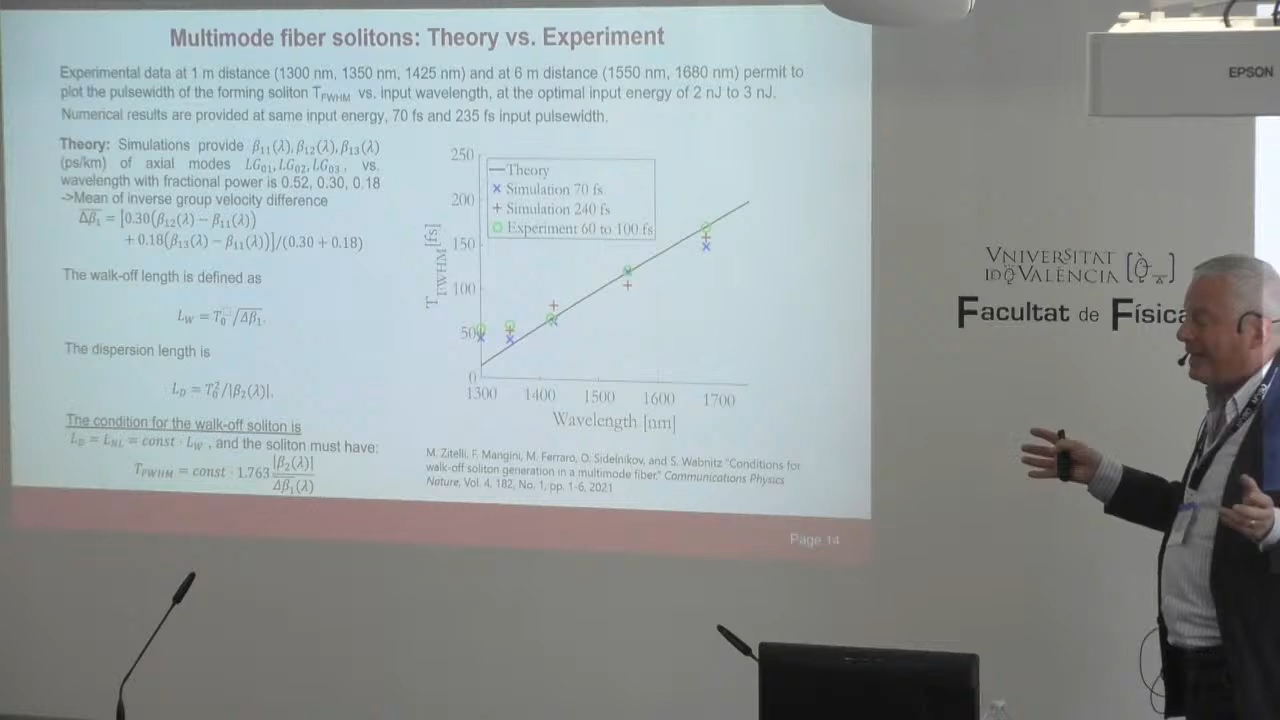 Multimode fiber solitons: Theory vs. Experiment
Experimental data at 1 m distance (1300 nm, 1350 nm, 1425 nm) and at 6 m distance (1550 nm, 1680 nm) permit to
plot the pulsewidth of the forming soliton T_FWHM vs. input wavelength, at the optimal input energy of 2 nJ to 3 nJ.
Numerical results are provided at same input energy, 70 fs and 235 fs input pulsewidth.
Theory: Simulations provide β₁₁(λ), β₁₂(λ), β₁₃(λ)
(ps/km) of axial modes LG₀₁, LG₀₂, LG₀₃, vs.
wavelength with fractional power is 0.52, 0.30, 0.18
->Mean of inverse group velocity difference
Δβ₁ = [0.30(β₁₂(λ) − β₁₁(λ))
+ 0.18(β₁₃(λ) − β₁₁(λ))]/(0.30 + 0.18)
The walk-off length is defined as
L_W = T₀/Δβ₁.
The dispersion length is
L_D = T₀²/|β₂(λ)|.
The condition for the walk-off soliton is
L_D = L_NL = const · L_W, and the soliton must have:
T_FWHM = const · 1.763 |β₂(λ)| / Δβ₁(λ)
T_FWHM [fs]
250
200
150
100
50
0
Theory
Simulation 70 fs
Simulation 240 fs
Experiment 60 to 100 fs
1300 1400 1500 1600 1700
Wavelength [nm]
M. Zitelli, F. Mangini, M. Ferraro, O. Sidelnikov, and S. Wabnitz "Conditions for
walk-off soliton generation in a multimode fiber," Communications Physics
Nature, Vol. 4, 182, No. 1, pp. 1-6, 2021
Page 14
EPSON
VNIVERSITAT
ID QVALÈNCIA
Facultat de Física